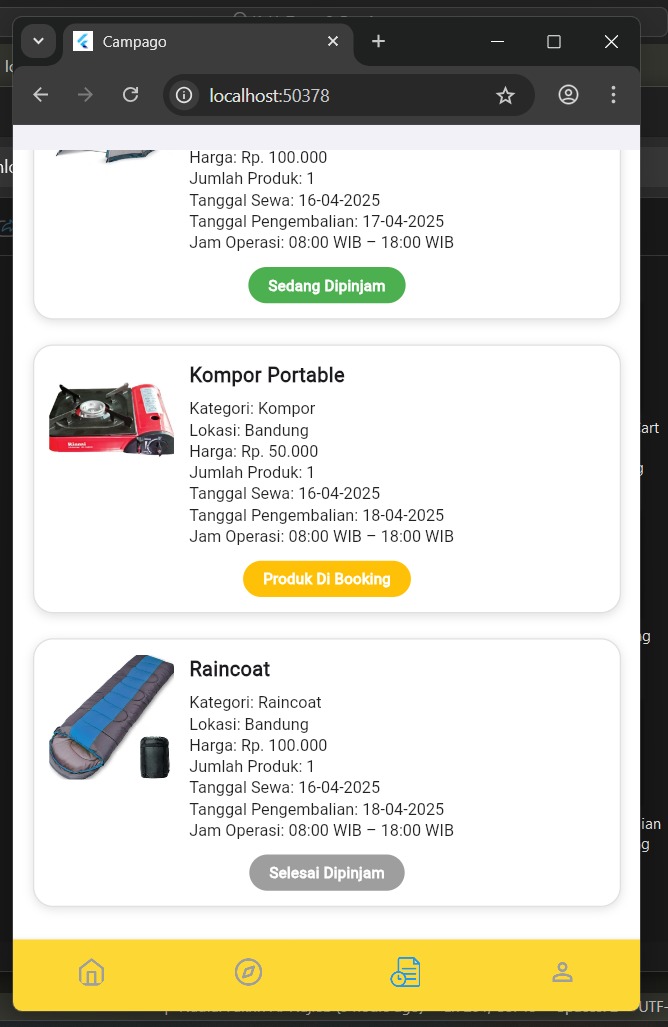 Campago
localhost:50378
Harga: Rp. 100.000
Jumlah Produk: 1
Tanggal Sewa: 16-04-2025
Tanggal Pengembalian: 17-04-2025
Jam Operasi: 08:00 WIB – 18:00 WIB
Sedang Dipinjam
Kompor Portable
Kategori: Kompor
Lokasi: Bandung
Harga: Rp. 50.000
Jumlah Produk: 1
Tanggal Sewa: 16-04-2025
Tanggal Pengembalian: 18-04-2025
Jam Operasi: 08:00 WIB – 18:00 WIB
Produk Di Booking
Raincoat
Kategori: Raincoat
Lokasi: Bandung
Harga: Rp. 100.000
Jumlah Produk: 1
Tanggal Sewa: 16-04-2025
Tanggal Pengembalian: 18-04-2025
Jam Operasi: 08:00 WIB – 18:00 WIB
Selesai Dipinjam